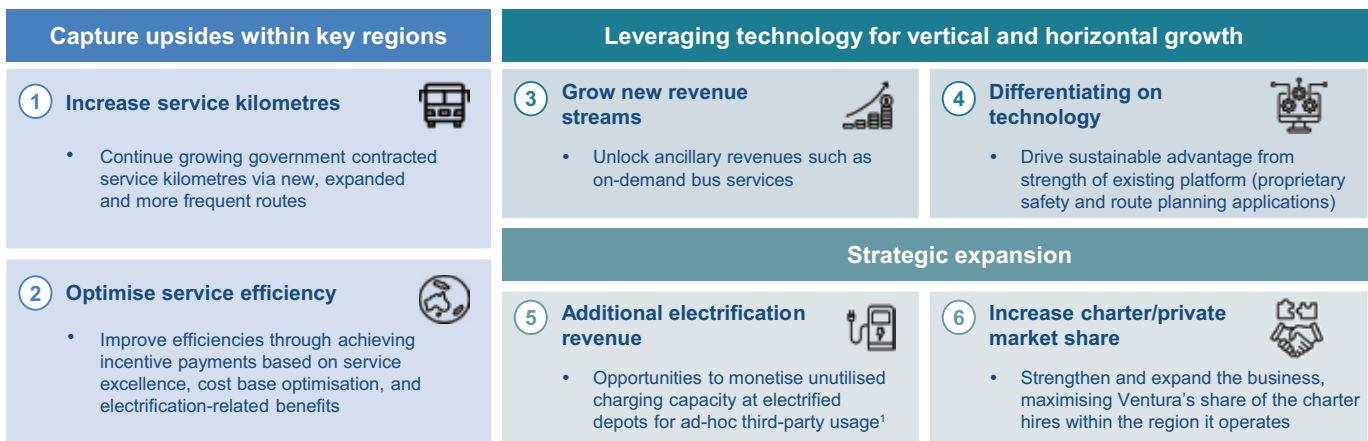 Capture upsides within key regions
1
Increase service kilometres
• Continue growing government contracted
service kilometres via new, expanded
and more frequent routes
2
Optimise service efficiency
• Improve efficiencies through achieving
incentive payments based on service
excellence, cost base optimisation, and
electrification-related benefits
Leveraging technology for vertical and horizontal growth
3
Grow new revenue
streams
• Unlock ancillary revenues such as
on-demand bus services
4
Differentiating on
technology
• Drive sustainable advantage from
strength of existing platform (proprietary
safety and route planning applications)
Strategic expansion
5
Additional electrification
revenue
• Opportunities to monetise unutilised
charging capacity at electrified
depots for ad-hoc third-party usage¹
6
Increase charter/private
market share
• Strengthen and expand the business,
maximising Ventura's share of the charter
hires within the region it operates